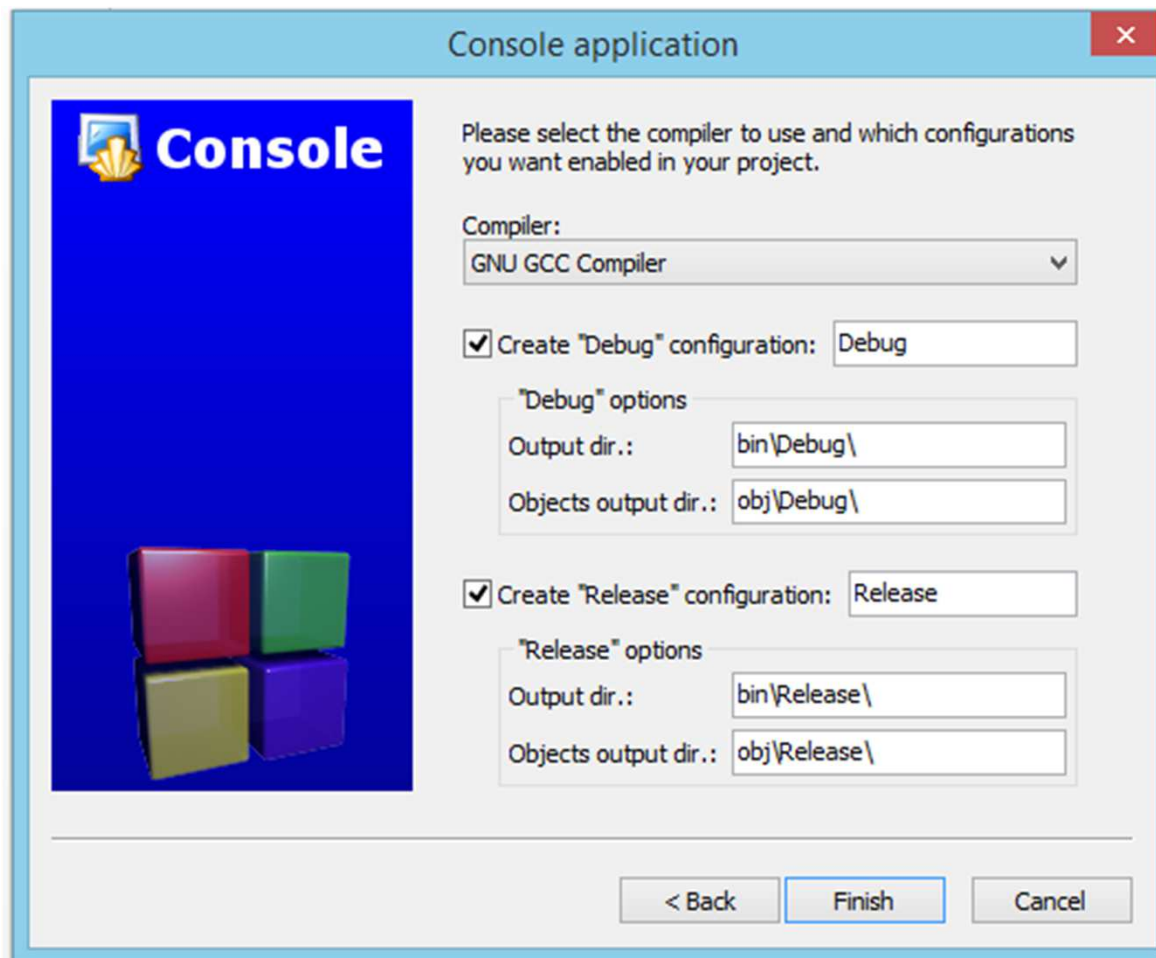 Console application
Console
Please select the compiler to use and which configurations
you want enabled in your project.
Compiler:
GNU GCC Compiler
Create "Debug" configuration: Debug
"Debug" options
Output dir.: bin\Debug\
Objects output dir.: obj\Debug\
Create "Release" configuration: Release
"Release" options
Output dir.: bin\Release\
Objects output dir.: obj\Release\
< Back Finish Cancel